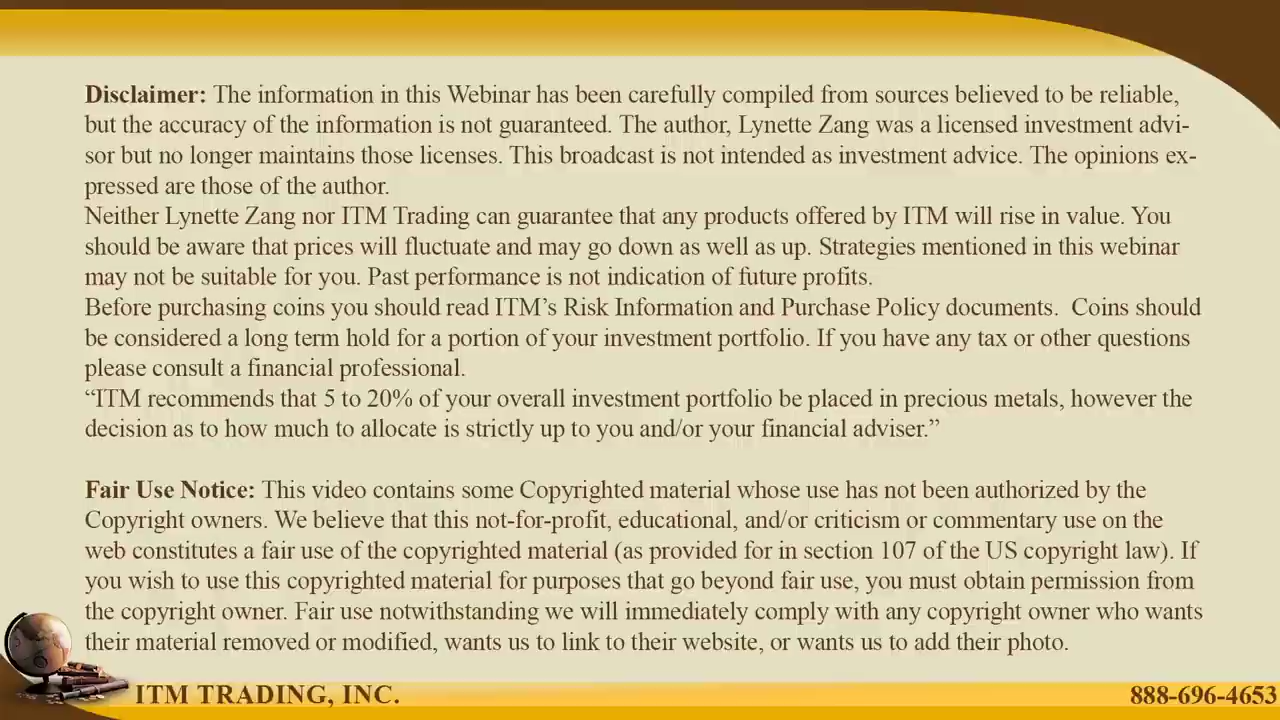 Disclaimer: The information in this Webinar has been carefully compiled from sources believed to be reliable,
but the accuracy of the information is not guaranteed. The author, Lynette Zang was a licensed investment advi-
sor but no longer maintains those licenses. This broadcast is not intended as investment advice. The opinions ex-
pressed are those of the author.
Neither Lynette Zang nor ITM Trading can guarantee that any products offered by ITM will rise in value. You
should be aware that prices will fluctuate and may go down as well as up. Strategies mentioned in this webinar
may not be suitable for you. Past performance is not indication of future profits.
Before purchasing coins you should read ITM’s Risk Information and Purchase Policy documents.  Coins should
be considered a long term hold for a portion of your investment portfolio. If you have any tax or other questions
please consult a financial professional.
“ITM recommends that 5 to 20% of your overall investment portfolio be placed in precious metals, however the
decision as to how much to allocate is strictly up to you and/or your financial adviser.”
Fair Use Notice: This video contains some Copyrighted material whose use has not been authorized by the
Copyright owners. We believe that this not-for-profit, educational, and/or criticism or commentary use on the
web constitutes a fair use of the copyrighted material (as provided for in section 107 of the US copyright law). If
you wish to use this copyrighted material for purposes that go beyond fair use, you must obtain permission from
the copyright owner. Fair use notwithstanding we will immediately comply with any copyright owner who wants
their material removed or modified, wants us to link to their website, or wants us to add their photo.
ITM TRADING, INC.
888-696-4653